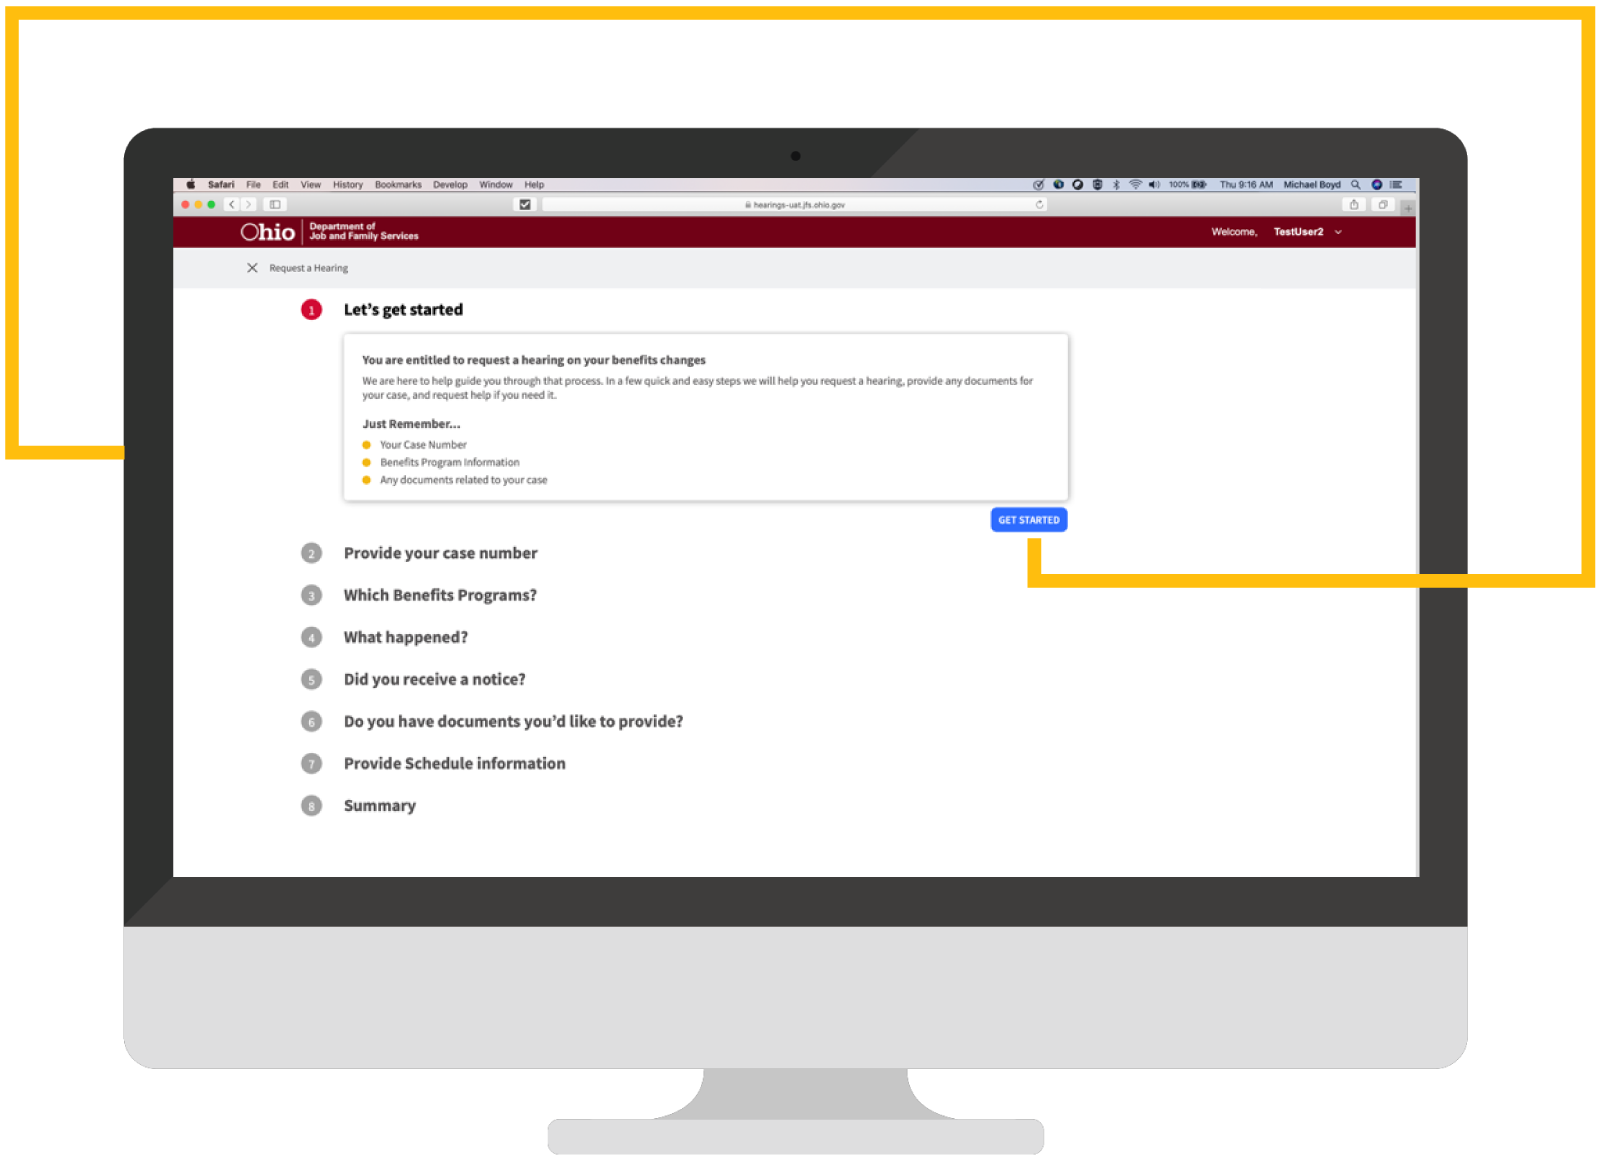 Safari File Edit View History Bookmarks Develop Window Help 100% Thu 9:16 AM Michael Boyd
hearings-uat.jfs.ohio.gov
Ohio Department of
Job and Family Services
Welcome, TestUser2
Request a Hearing
1 Let's get started
You are entitled to request a hearing on your benefits changes
We are here to help guide you through that process. In a few quick and easy steps we will help you request a hearing, provide any documents for
your case, and request help if you need it.
Just Remember...
Your Case Number
Benefits Program Information
Any documents related to your case
GET STARTED
2 Provide your case number
3 Which Benefits Programs?
4 What happened?
5 Did you receive a notice?
6 Do you have documents you'd like to provide?
7 Provide Schedule information
8 Summary